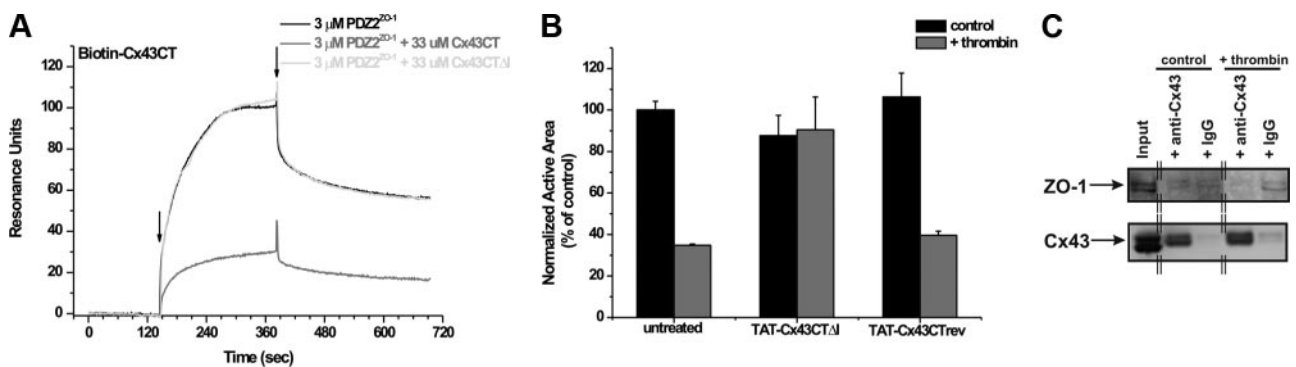 A
Biotin-Cx43CT
3 µM PDZ2ZO-1
3 µM PDZ2ZO-1 + 33 uM Cx43CT
3 µM PDZ2ZO-1 + 33 uM Cx43CTΔI
Resonance Units
120
100
80
60
40
20
0
0 120 240 360 480 600 720
Time (sec)
B
control
+ thrombin
Normalized Active Area
(% of control)
120
100
80
60
40
20
0
untreated TAT-Cx43CTΔI TAT-Cx43CTrev
C
control + thrombin
Input
+ anti-Cx43
+ IgG
+ anti-Cx43
+ IgG
ZO-1
Cx43